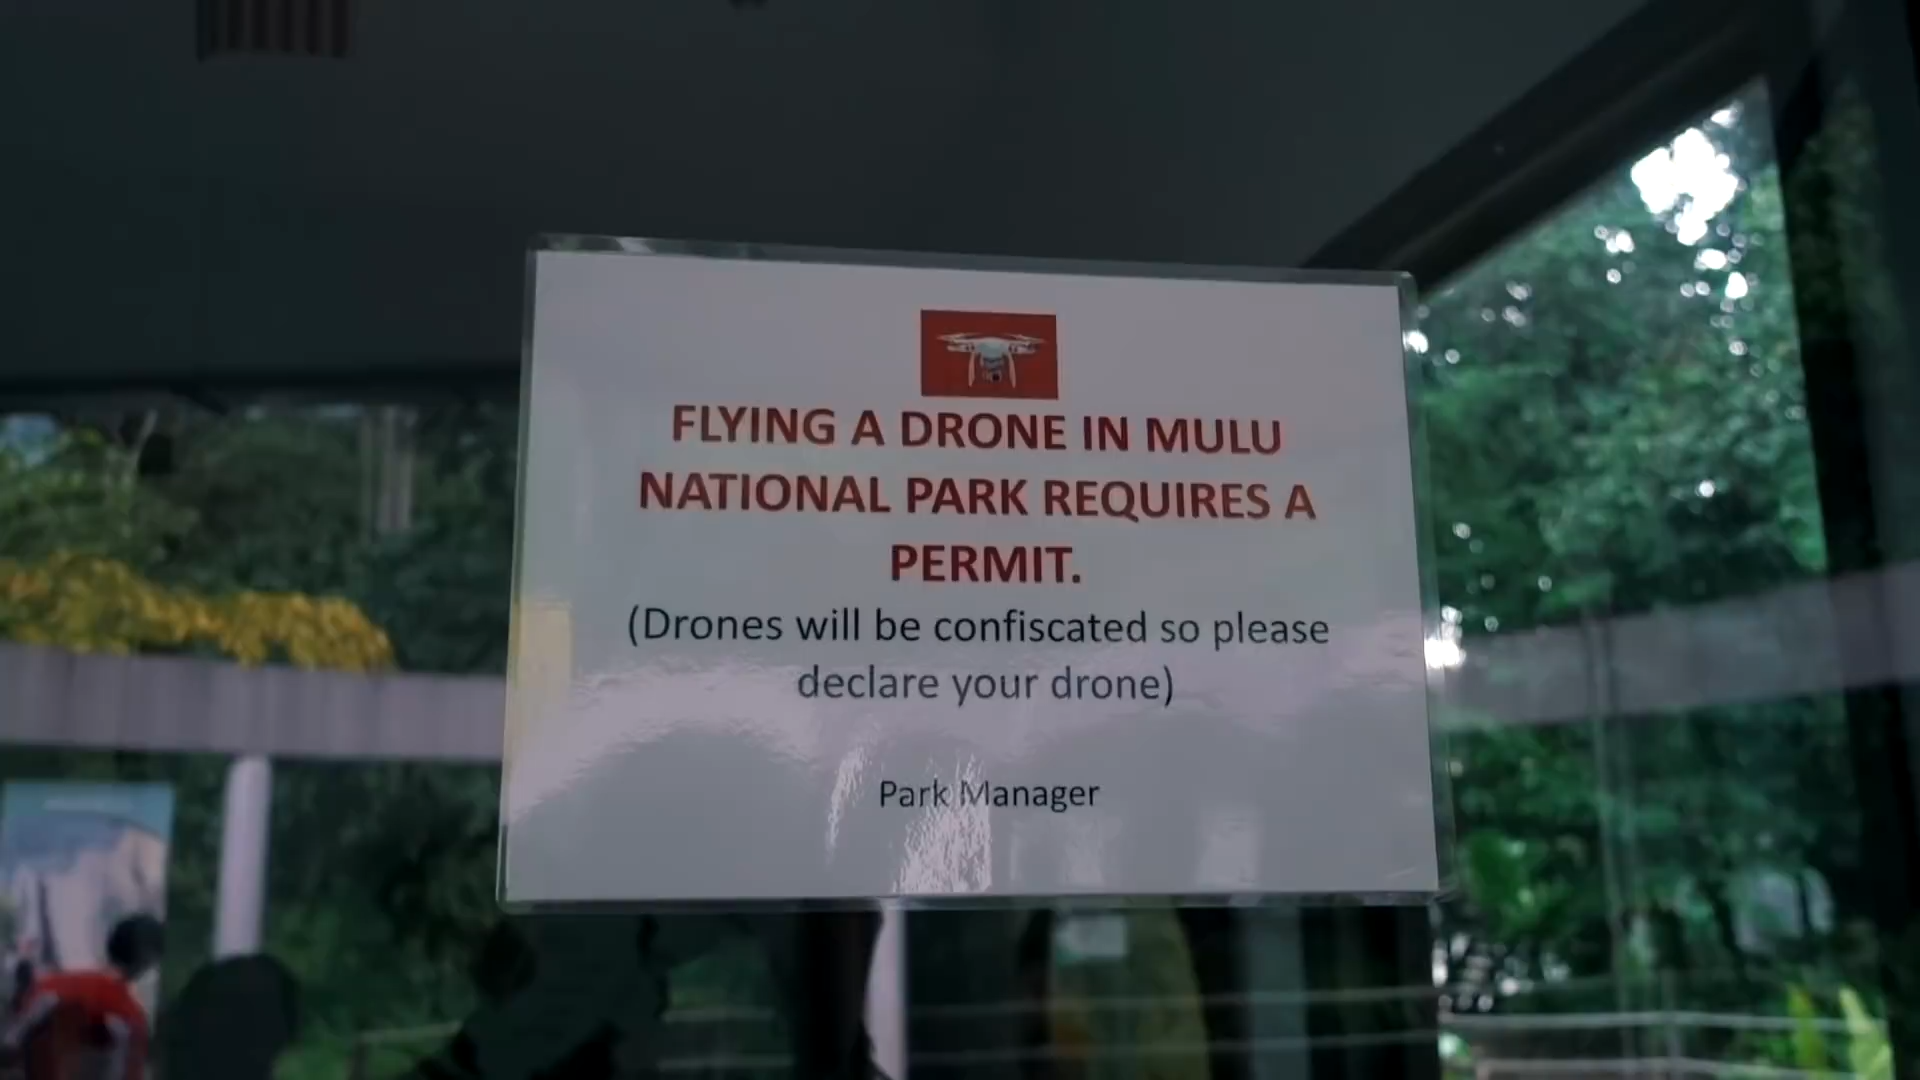 FLYING A DRONE IN MULU
NATIONAL PARK REQUIRES A
PERMIT.
(Drones will be confiscated so please
declare your drone)
Park Manager